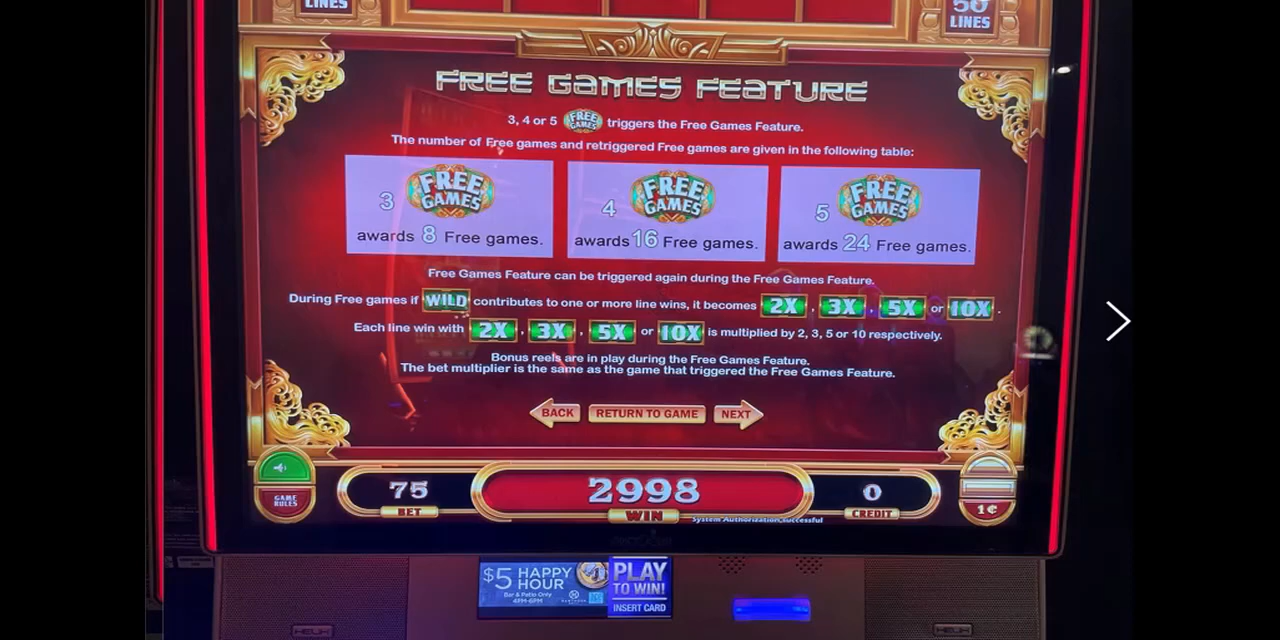 LINES
50
LINES
FREE GAMES FEATURE
3, 4 or 5 FREE GAMES triggers the Free Games Feature.
The number of Free games and retriggered Free games are given in the following table:
3 FREE GAMES
awards 8 Free games.
4 FREE GAMES
awards 16 Free games.
5 FREE GAMES
awards 24 Free games.
Free Games Feature can be triggered again during the Free Games Feature.
During Free games if WILD contributes to one or more line wins, it becomes 2X , 3X , 5X or 10X .
Each line win with 2X , 3X , 5X or 10X is multiplied by 2, 3, 5 or 10 respectively.
Bonus reels are in play during the Free Games Feature.
The bet multiplier is the same as the game that triggered the Free Games Feature.
BACK RETURN TO GAME NEXT
GAME
RULES
75
BET
2998
WIN
System Authorization successful
0
CREDIT
1¢
$5 HAPPY
HOUR
Bar & Patio Only
4PM-6PM
PLAY
TO WIN!
INSERT CARD
HELIX
HELIX